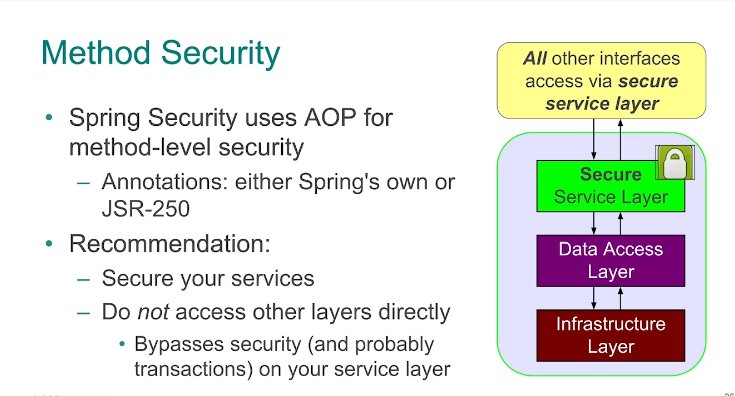 Method Security
• Spring Security uses AOP for
method-level security
– Annotations: either Spring's own or
JSR-250
• Recommendation:
– Secure your services
– Do not access other layers directly
• Bypasses security (and probably
transactions) on your service layer
All other interfaces
access via secure
service layer
Secure
Service Layer
Data Access
Layer
Infrastructure
Layer